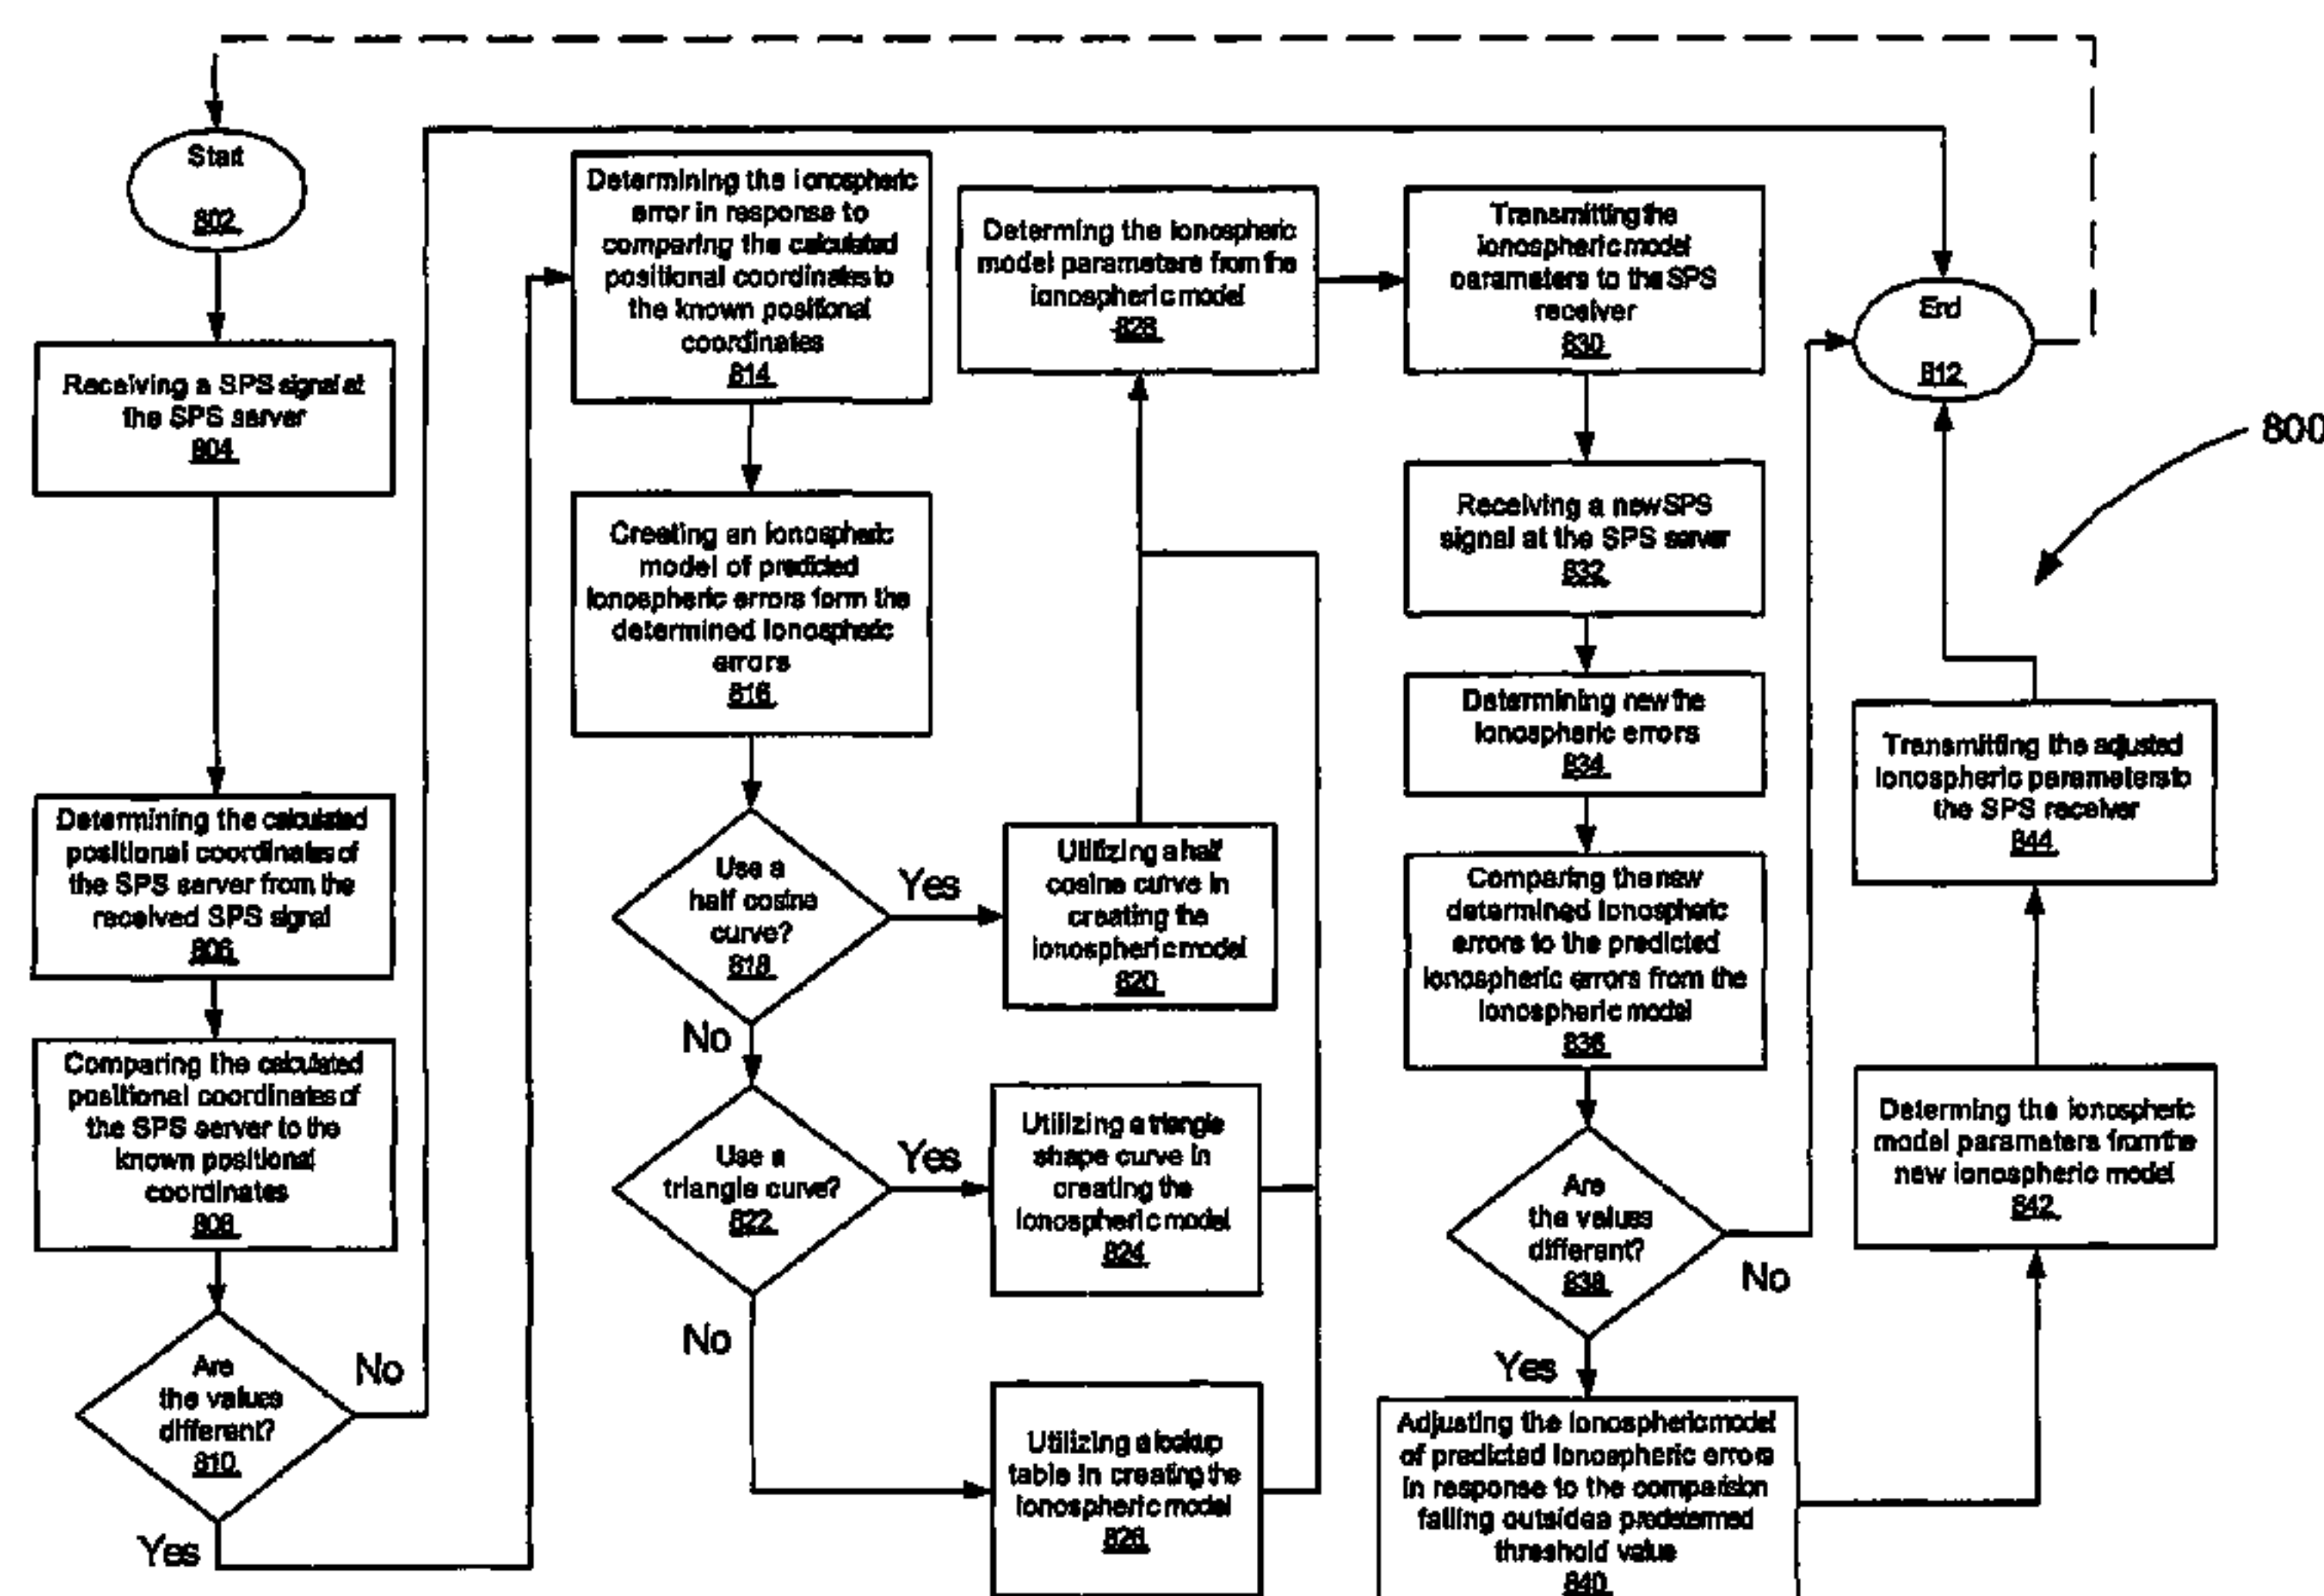 Start
802
Receiving a SPS signal at
the SPS server
804
Determining the calculated
positional coordinates of
the SPS server from the
received SPS signal
806
Comparing the calculated
positional coordinates of
the SPS server to the
known positional
coordinates
808
Are
the values
different?
810
No
Yes
Determining the ionospheric
error in response to
comparing the calculated
positional coordinates to
the known positional
coordinates
814
Creating an ionospheric
model of predicted
ionospheric errors form the
determined ionospheric
errors
816
Use a
half cosine
curve?
818
Yes
No
Utilizing a half
cosine curve in
creating the
ionospheric model
820
Use a
triangle curve?
822
Yes
No
Utilizing a triangle
shape curve in
creating the
ionospheric model
824
Utilizing a lookup
table in creating the
ionospheric model
826
Determing the ionospheric
model parameters from the
ionospheric model
828
Transmitting the
ionospheric model
parameters to the SPS
receiver
830
Receiving a new SPS
signal at the SPS server
832
Determining new the
ionospheric errors
834
Comparing the new
determined ionospheric
errors to the predicted
ionospheric errors from the
ionospheric model
836
Are
the values
different?
838
No
Yes
Adjusting the ionospheric model
of predicted ionospheric errors
in response to the comparision
falling outside a predetermed
threshold value
840
Determing the ionospheric
model parameters from the
new ionospheric model
842
Transmitting the adjusted
ionospheric parameters to
the SPS receiver
844
End
812
800